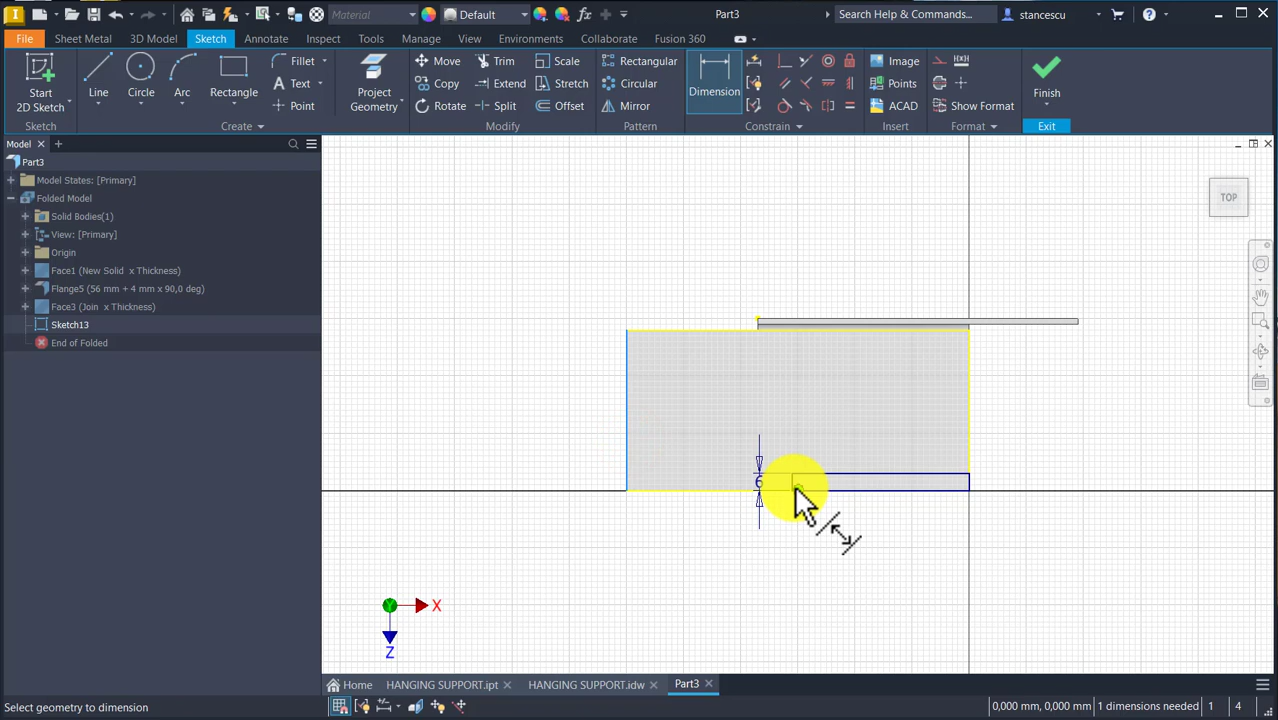 Material
Default
Part3
Search Help & Commands...
stancescu
File
Sheet Metal
3D Model
Sketch
Annotate
Inspect
Tools
Manage
View
Environments
Collaborate
Fusion 360
Start
2D Sketch
Line
Circle
Arc
Rectangle
Fillet
Text
Point
Project
Geometry
Move
Copy
Rotate
Trim
Extend
Split
Scale
Stretch
Offset
Rectangular
Circular
Mirror
Dimension
Image
Points
ACAD
Show Format
Finish
Sketch
Create
Modify
Pattern
Constrain
Insert
Format
Exit
Model
Part3
Model States: [Primary]
Folded Model
Solid Bodies(1)
View: [Primary]
Origin
Face1 (New Solid x Thickness)
Flange5 (56 mm + 4 mm x 90,0 deg)
Face3 (Join x Thickness)
Sketch13
End of Folded
TOP
6
X
Z
Home
HANGING SUPPORT.ipt
HANGING SUPPORT.idw
Part3
Select geometry to dimension
0,000 mm, 0,000 mm
1 dimensions needed
1
4